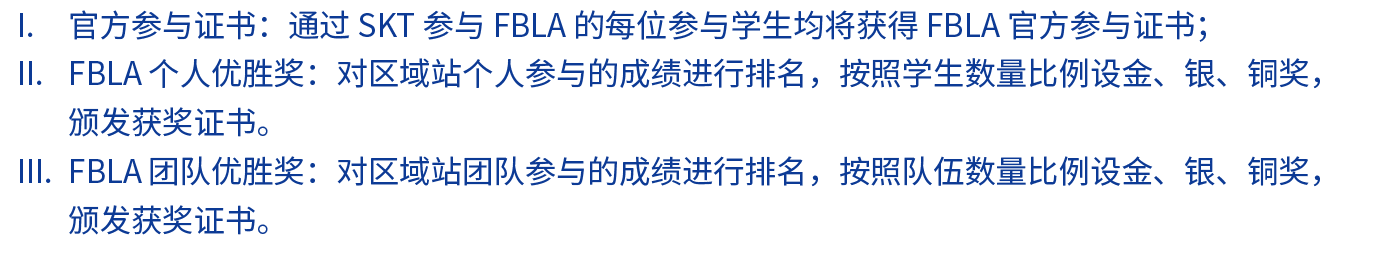 I. 官方参与证书：通过 SKT 参与 FBLA 的每位参与学生均将获得 FBLA 官方参与证书；
II. FBLA 个人优胜奖：对区域站个人参与的成绩进行排名，按照学生数量比例设金、银、铜奖，
颁发获奖证书。
III. FBLA 团队优胜奖：对区域站团队参与的成绩进行排名，按照队伍数量比例设金、银、铜奖，
颁发获奖证书。